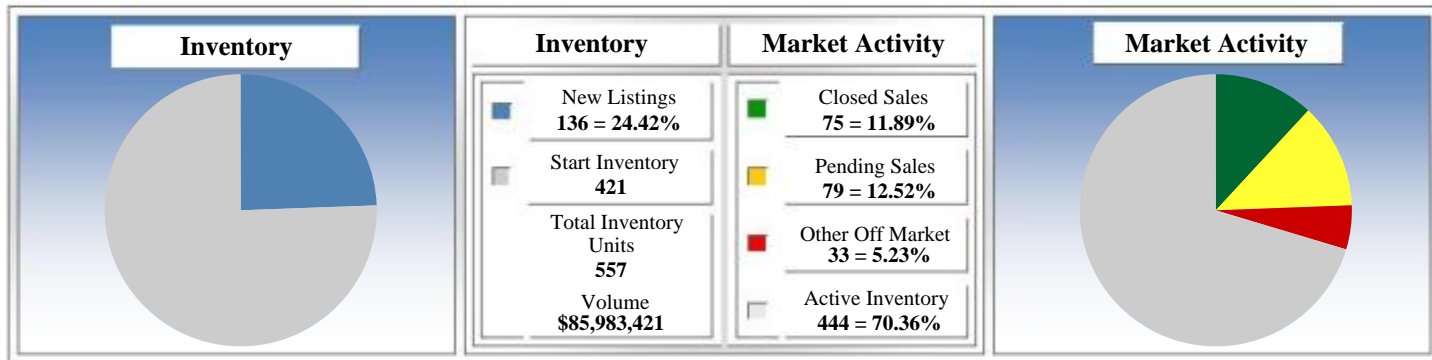 Inventory
Inventory
New Listings
136 = 24.42%
Start Inventory
421
Total Inventory
Units
557
Volume
$85,983,421
Market Activity
Closed Sales
75 = 11.89%
Pending Sales
79 = 12.52%
Other Off Market
33 = 5.23%
Active Inventory
444 = 70.36%
Market Activity